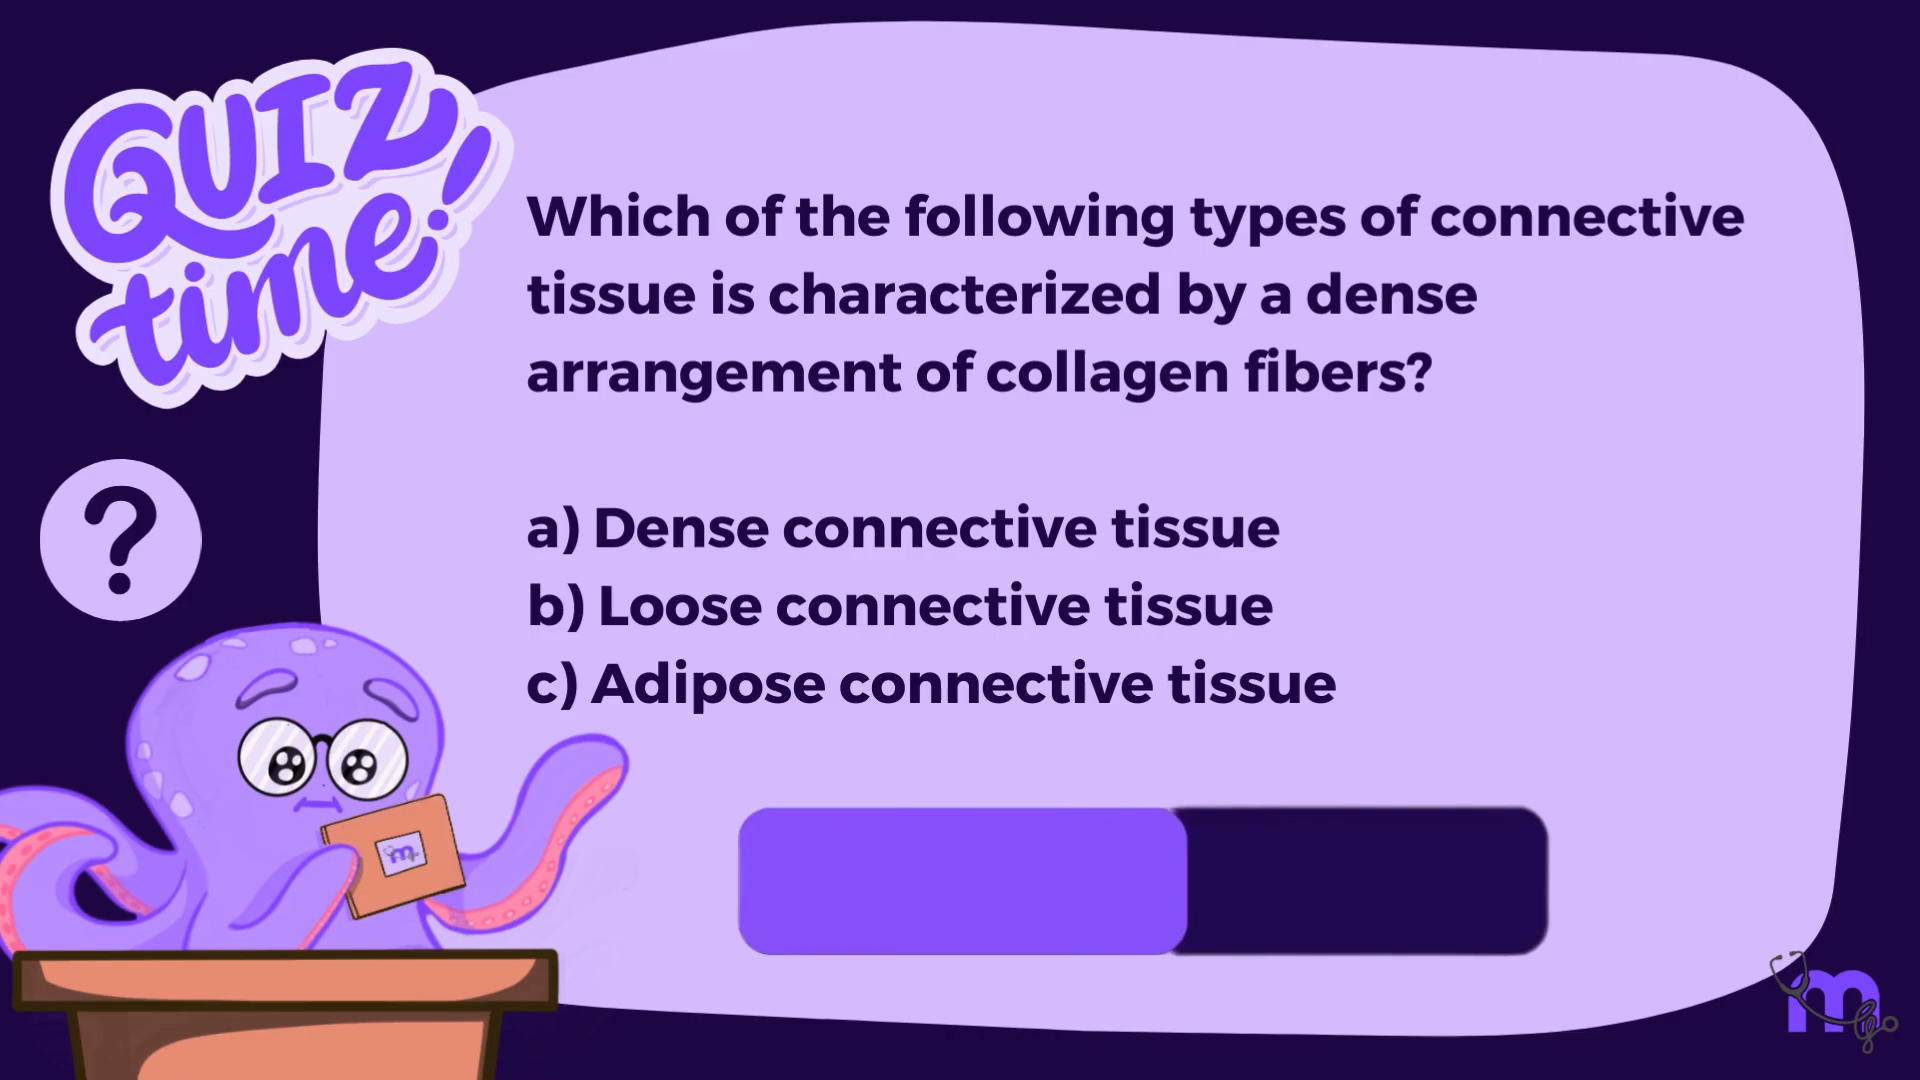 QUIZ
time!
Which of the following types of connective
tissue is characterized by a dense
arrangement of collagen fibers?
?
a) Dense connective tissue
b) Loose connective tissue
c) Adipose connective tissue
m
m
go